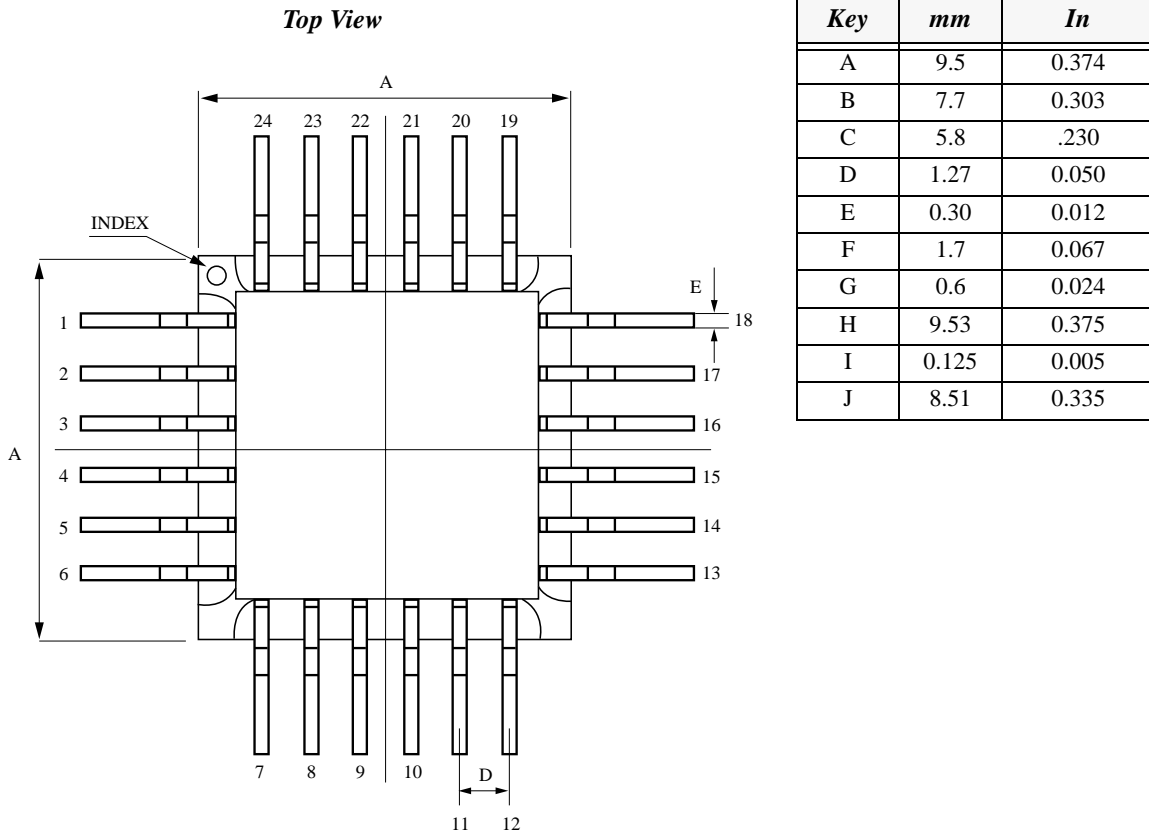 Top View
A
24 23 22 21 20 19
INDEX
E
1
18
2
17
3
16
A
4
15
5
14
6
13
7 8 9 10 D
11 12
Key mm In
A 9.5 0.374
B 7.7 0.303
C 5.8 .230
D 1.27 0.050
E 0.30 0.012
F 1.7 0.067
G 0.6 0.024
H 9.53 0.375
I 0.125 0.005
J 8.51 0.335